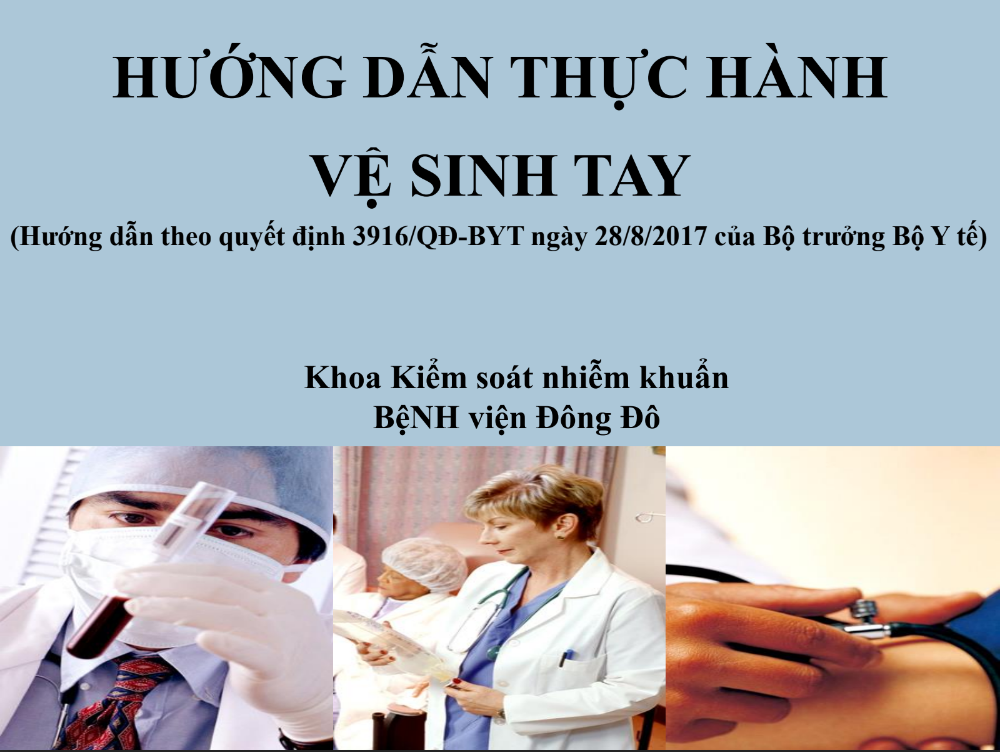 HƯỚNG DẪN THỰC HÀNH
VỆ SINH TAY
(Hướng dẫn theo quyết định 3916/QĐ-BYT ngày 28/8/2017 của Bộ trưởng Bộ Y tế)
Khoa Kiểm soát nhiễm khuẩn
BệNH viện Đông Đô